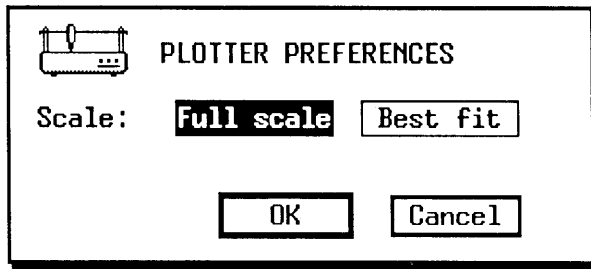 PLOTTER PREFERENCES
Scale: Full scale Best fit
OK Cancel